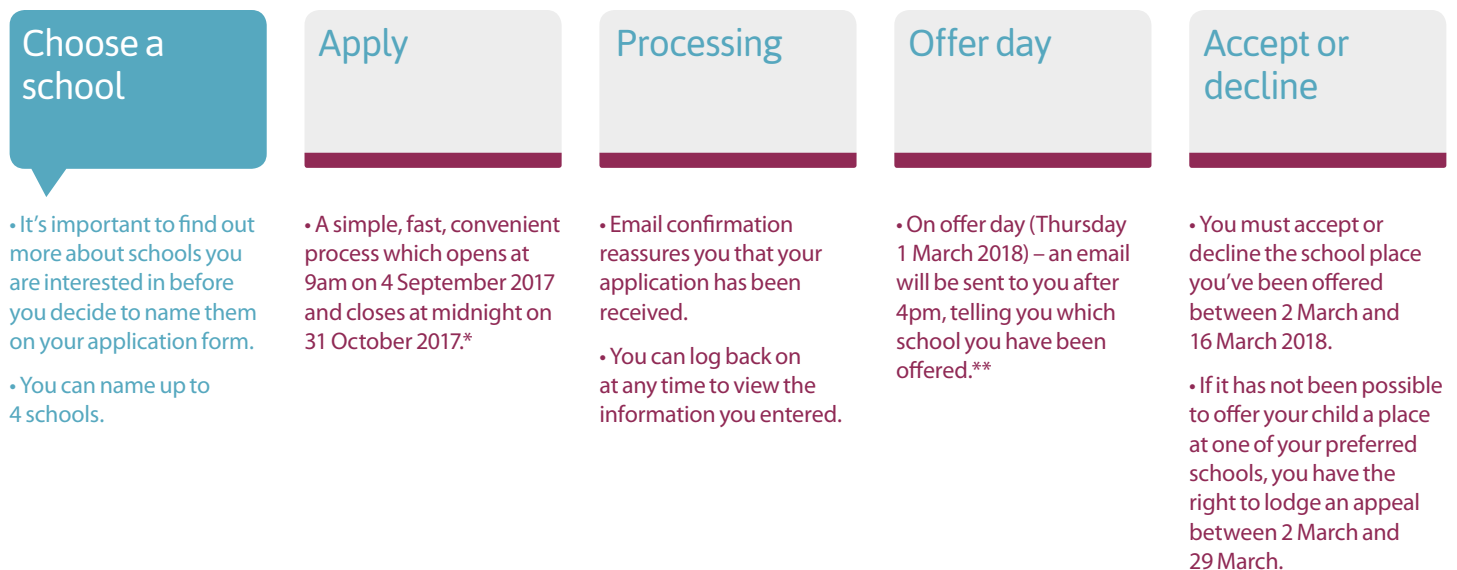 Choose a
school
• It’s important to find out
more about schools you
are interested in before
you decide to name them
on your application form.
• You can name up to
4 schools.
Apply
• A simple, fast, convenient
process which opens at
9am on 4 September 2017
and closes at midnight on
31 October 2017.*
Processing
• Email confirmation
reassures you that your
application has been
received.
• You can log back on
at any time to view the
information you entered.
Offer day
• On offer day (Thursday
1 March 2018) – an email
will be sent to you after
4pm, telling you which
school you have been
offered.**
Accept or
decline
• You must accept or
decline the school place
you’ve been offered
between 2 March and
16 March 2018.
• If it has not been possible
to offer your child a place
at one of your preferred
schools, you have the
right to lodge an appeal
between 2 March and
29 March.